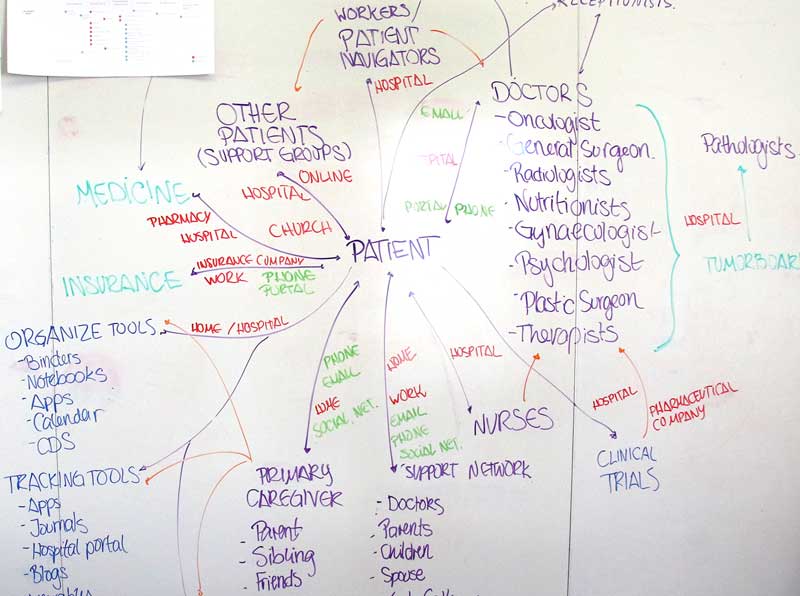 RECEPTIONISTS.
WORKERS/
PATIENT
NAVIGATORS
HOSPITAL
DOCTORS
- Oncologist
- General Surgeon.
- Radiologists
- Nutritionists
- Gynaecologist
- Psychologist
- Plastic Surgeon
- Therapists
EMAIL
PORTAL PHONE
HOSPITAL
Pathologists.
TUMORBOARD
OTHER
PATIENTS
(SUPPORT GROUPS)
ONLINE
HOSPITAL
CHURCH
MEDICINE
PHARMACY
HOSPITAL
PATIENT
INSURANCE
INSURANCE COMPANY
WORK
PHONE
PORTAL
HOME / HOSPITAL
ORGANIZE TOOLS
- Binders
- Notebooks
- Apps
- Calendar
- CDS
TRACKING TOOLS
- Apps
- Journals
- Hospital portal
- Blogs
PHONE
EMAIL
SOCIAL NET.
PRIMARY
CAREGIVER
- Parent
- Sibling
- Friends
HOME
WORK
EMAIL
PHONE
SOCIAL NET.
SUPPORT NETWORK
- Doctors
- Parents
- Children
- Spouse
HOSPITAL
NURSES
HOSPITAL
PHARMACEUTICAL
COMPANY
CLINICAL
TRIALS